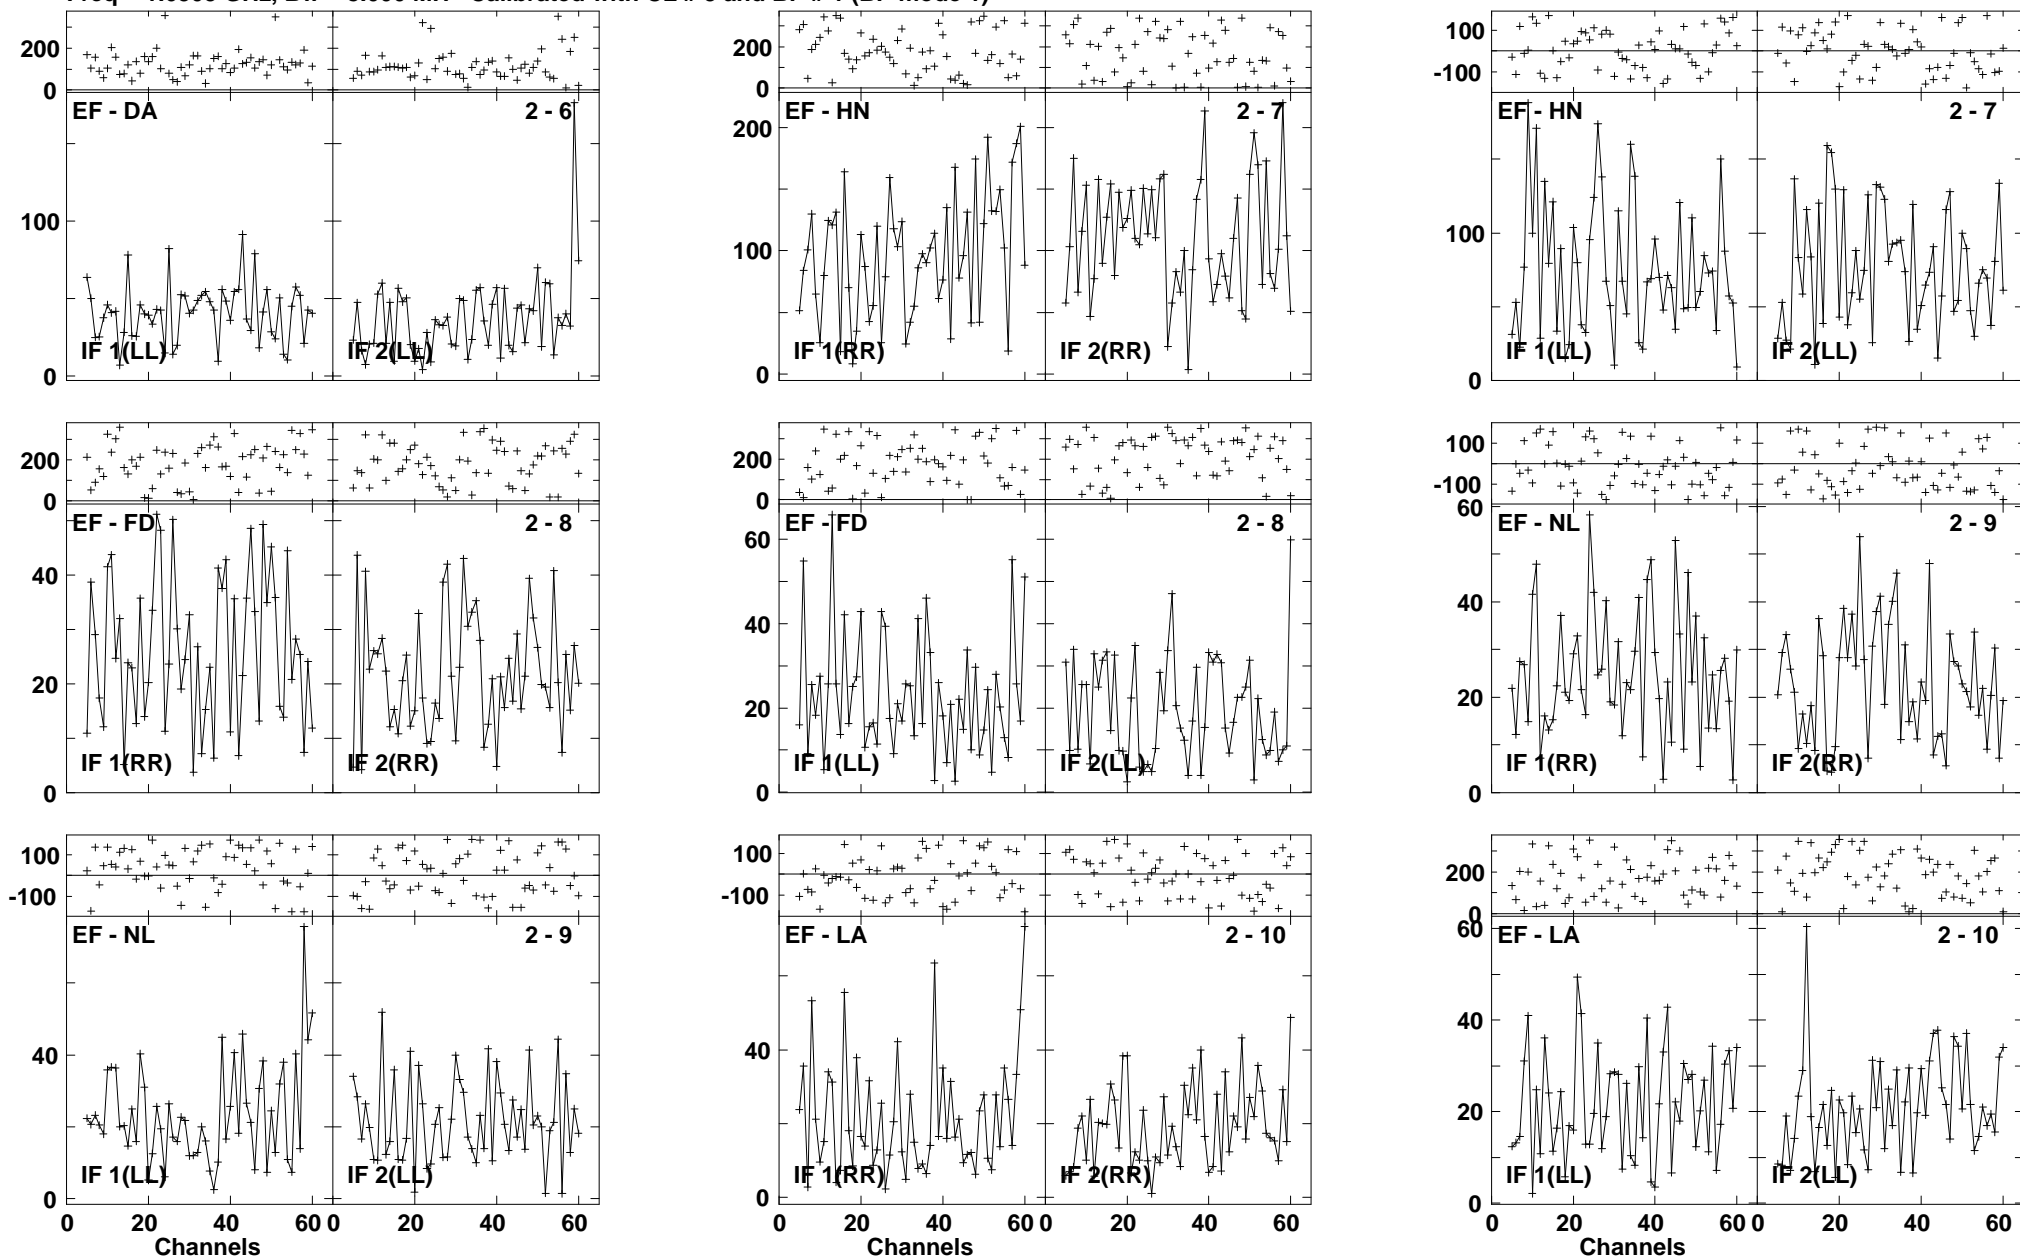 200
0
EF - DA
2 - 6
100
0
IF 1(LL)
IF 2(LL)
200
0
EF - HN
2 - 7
200
100
0
IF 1(RR)
IF 2(RR)
100
-100
EF - HN
2 - 7
100
0
IF 1(LL)
IF 2(LL)
200
0
EF - FD
2 - 8
40
20
0
IF 1(RR)
IF 2(RR)
200
0
EF - FD
2 - 8
60
40
20
0
IF 1(LL)
IF 2(LL)
100
-100
60
EF - NL
2 - 9
40
20
0
IF 1(RR)
IF 2(RR)
100
-100
EF - NL
2 - 9
40
0
IF 1(LL)
IF 2(LL)
0 20 40 60 0 20 40 60
Channels
100
-100
EF - LA
2 - 10
40
0
IF 1(RR)
IF 2(RR)
0 20 40 60 0 20 40 60
Channels
200
0
60
EF - LA
2 - 10
40
20
0
IF 1(LL)
IF 2(LL)
0 20 40 60 0 20 40 60
Channels